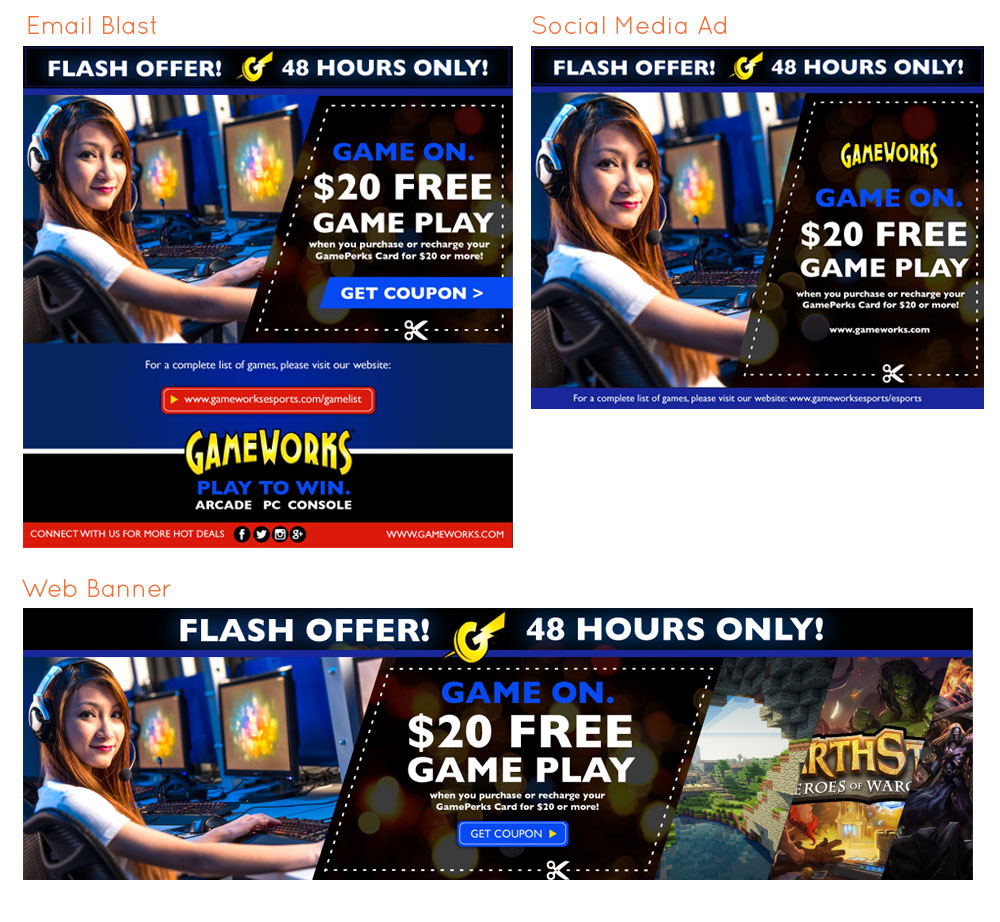 Email Blast
FLASH OFFER! GF 48 HOURS ONLY!
GAME ON.
$20 FREE
GAME PLAY
when you purchase or recharge your
GamePerks Card for $20 or more!
GET COUPON >
For a complete list of games, please visit our website:
www.gameworksesports.com/gamelist
GAMEWORKS
PLAY TO WIN.
ARCADE PC CONSOLE
CONNECT WITH US FOR MORE HOT DEALS f g+ WWW.GAMEWORKS.COM
Social Media Ad
FLASH OFFER! GF 48 HOURS ONLY!
GAMEWORKS
GAME ON.
$20 FREE
GAME PLAY
when you purchase or recharge your
GamePerks Card for $20 or more!
www.gameworks.com
For a complete list of games, please visit our website: www.gameworksesports/esports
Web Banner
FLASH OFFER! GF 48 HOURS ONLY!
GAME ON.
$20 FREE
GAME PLAY
when you purchase or recharge your
GamePerks Card for $20 or more!
GET COUPON
RTHST
EROES OF WARC